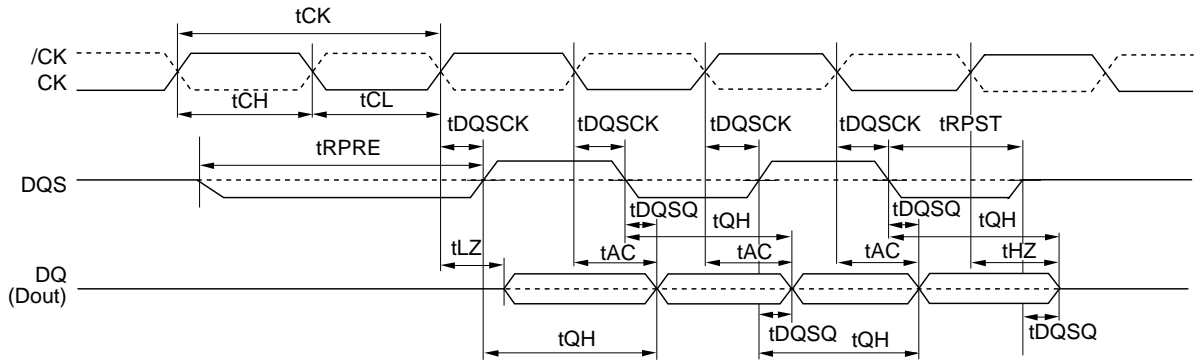 tCK
/CK
CK
tCH
tCL
tDQSCK
tDQSCK
tDQSCK
tDQSCK
tRPST
tRPRE
DQS
tDQSQ
tQH
tDQSQ
tQH
tLZ
tAC
tAC
tAC
tHZ
DQ
(Dout)
tQH
tDQSQ
tQH
tDQSQ